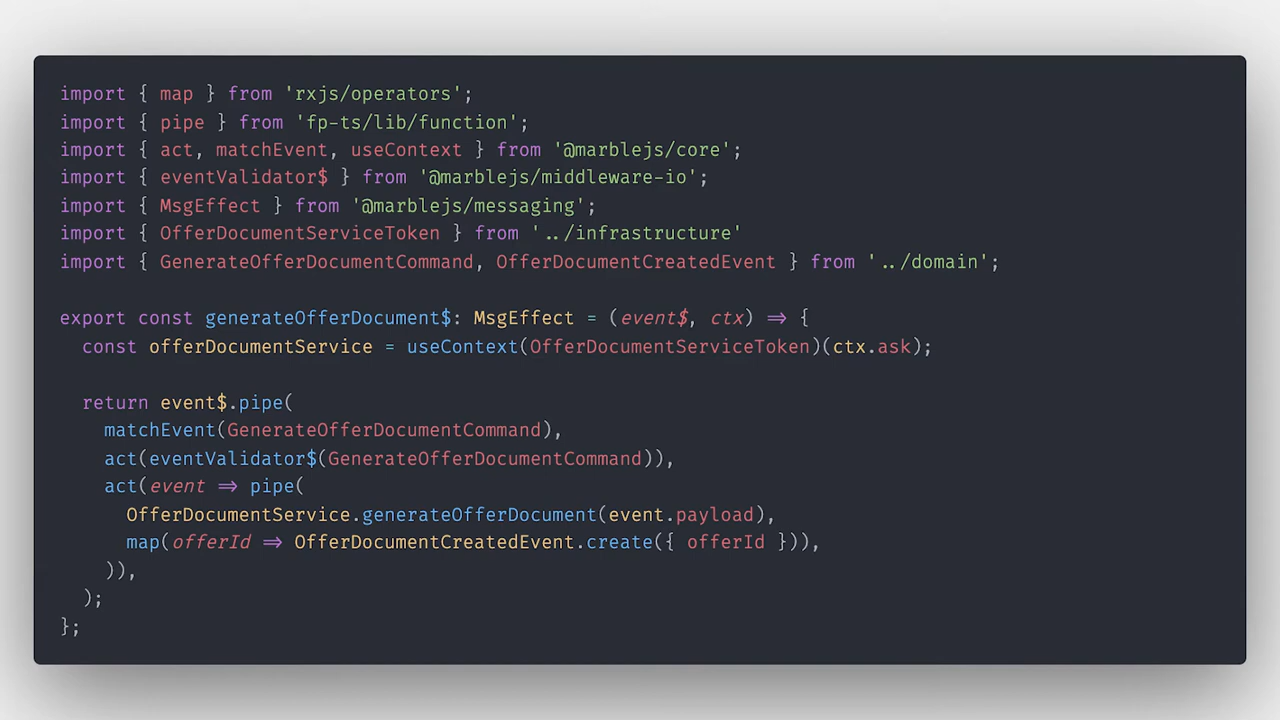 import { map } from 'rxjs/operators';
import { pipe } from 'fp-ts/lib/function';
import { act, matchEvent, useContext } from '@marblejs/core';
import { eventValidator$ } from '@marblejs/middleware-io';
import { MsgEffect } from '@marblejs/messaging';
import { OfferDocumentServiceToken } from '../infrastructure'
import { GenerateOfferDocumentCommand, OfferDocumentCreatedEvent } from '../domain';

export const generateOfferDocument$: MsgEffect = (event$, ctx) => {
  const offerDocumentService = useContext(OfferDocumentServiceToken)(ctx.ask);

  return event$.pipe(
    matchEvent(GenerateOfferDocumentCommand),
    act(eventValidator$(GenerateOfferDocumentCommand)),
    act(event => pipe(
      OfferDocumentService.generateOfferDocument(event.payload),
      map(offerId => OfferDocumentCreatedEvent.create({ offerId })),
    )),
  );
};